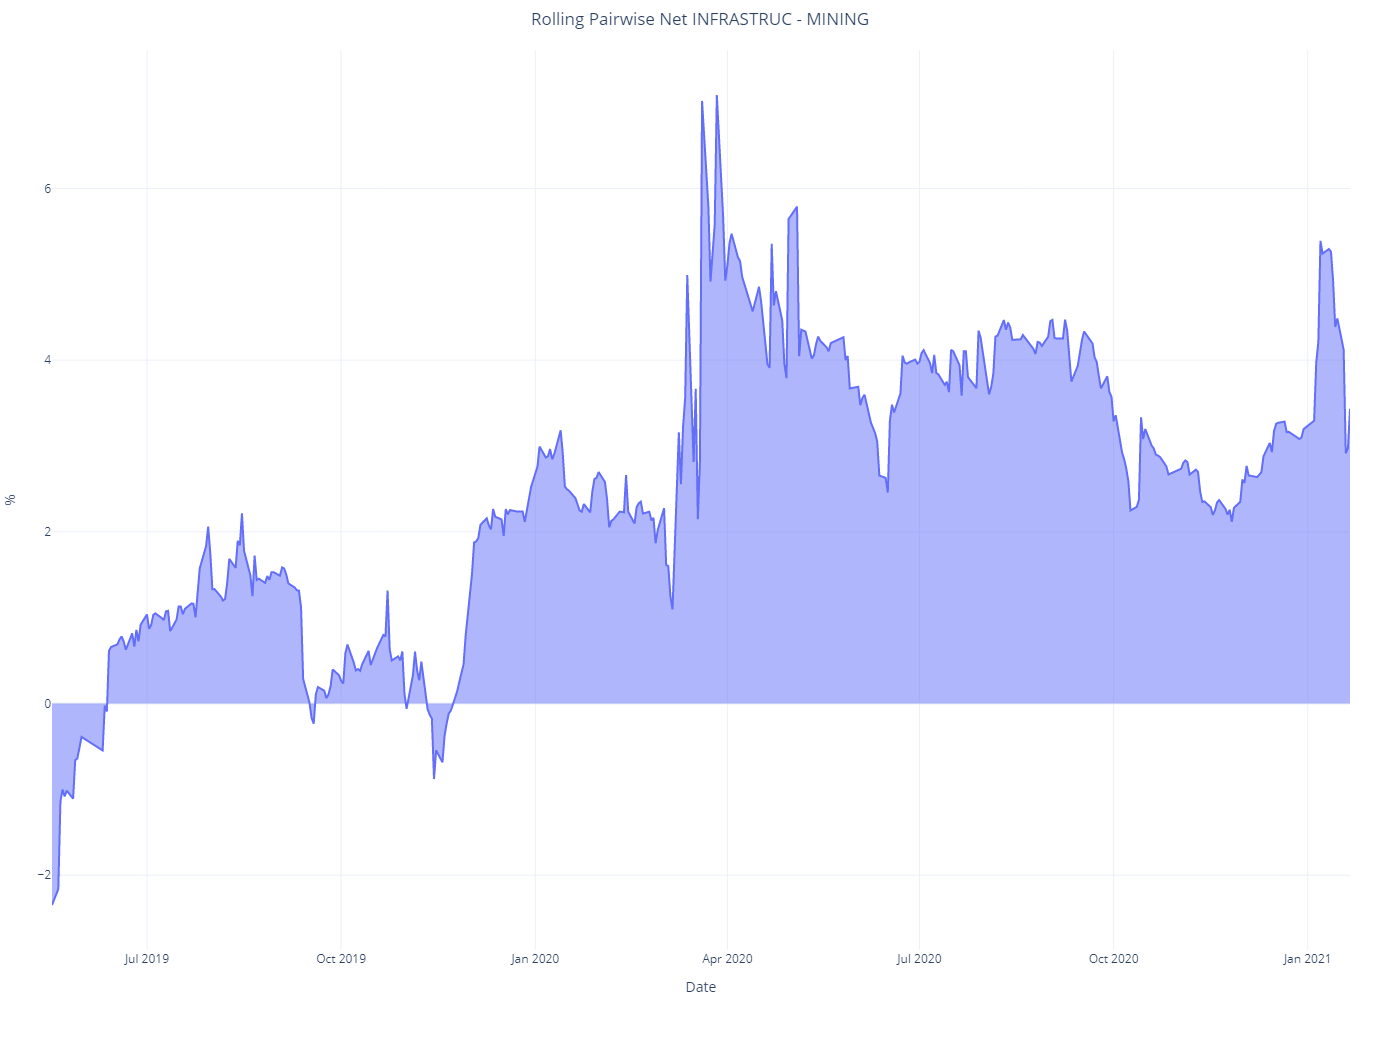 Rolling Pairwise Net INFRASTRUC - MINING
%
6
4
2
0
−2
Jul 2019
Oct 2019
Jan 2020
Apr 2020
Jul 2020
Oct 2020
Jan 2021
Date